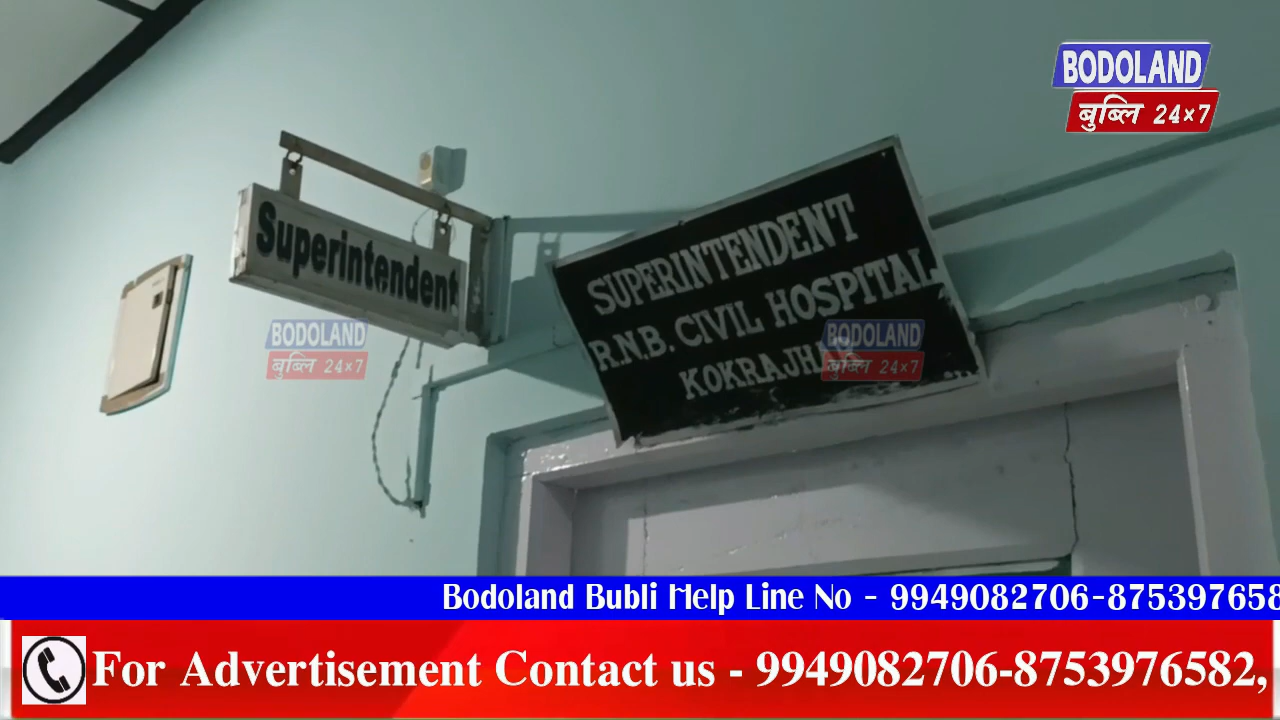 BODOLAND
बुब्लि 24×7
Superintendent
SUPERINTENDENT
R.N.B. CIVIL HOSPITAL
KOKRAJH
BODOLAND
बुब्लि 24×7
BODOLAND
बुब्लि 24×7
Bodoland Bubli Help Line No - 9949082706-875397658
For Advertisement Contact us - 9949082706-8753976582,